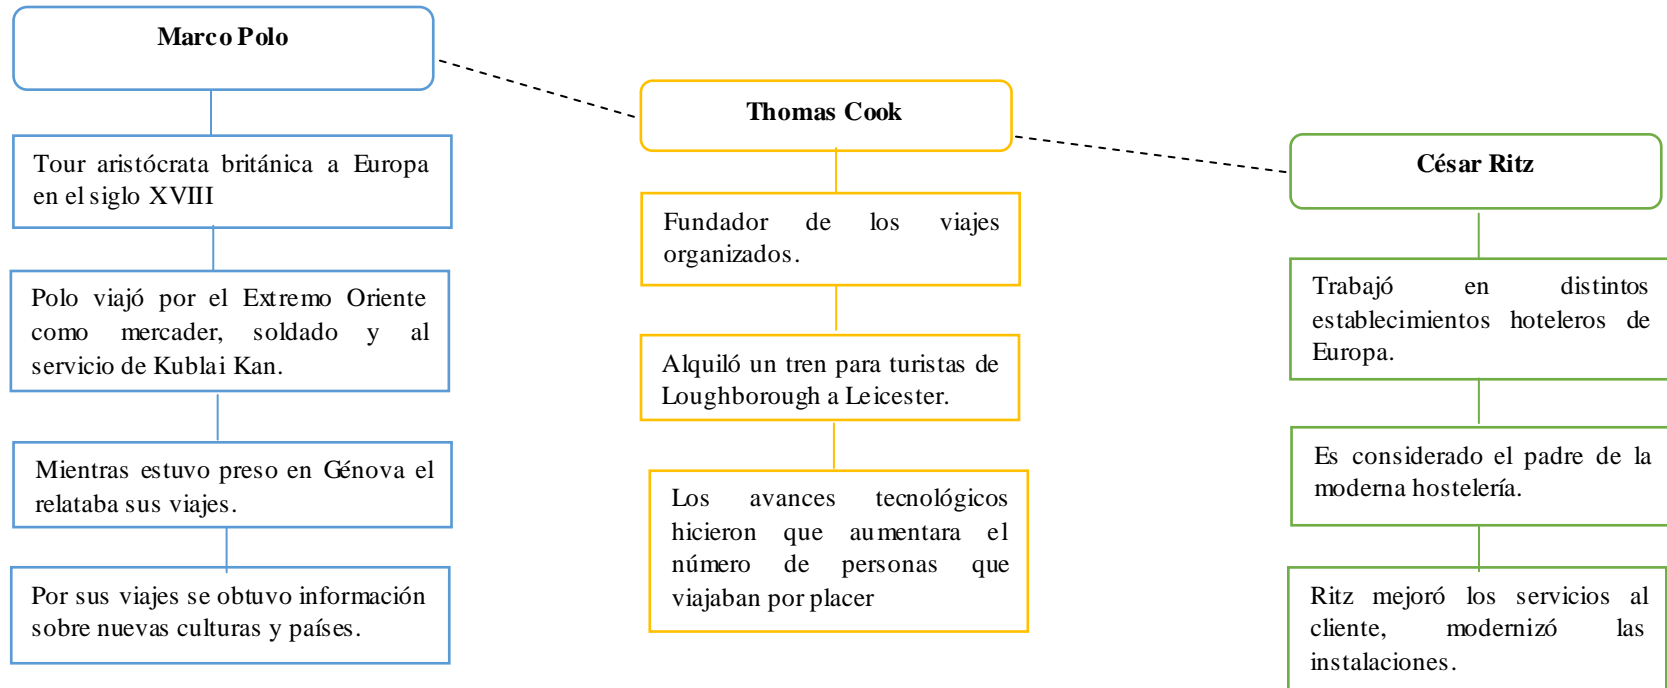 Marco Polo
Tour aristócrata británica a Europa
en el siglo XVIII
Polo viajó por el Extremo Oriente
como mercader, soldado y al
servicio de Kublai Kan.
Mientras estuvo preso en Génova el
relataba sus viajes.
Por sus viajes se obtuvo información
sobre nuevas culturas y países.
Thomas Cook
Fundador de los viajes
organizados.
Alquiló un tren para turistas de
Loughborough a Leicester.
Los avances tecnológicos
hicieron que aumentara el
número de personas que
viajaban por placer
César Ritz
Trabajó en distintos
establecimientos hoteleros de
Europa.
Es considerado el padre de la
moderna hostelería.
Ritz mejoró los servicios al
cliente, modernizó las
instalaciones.